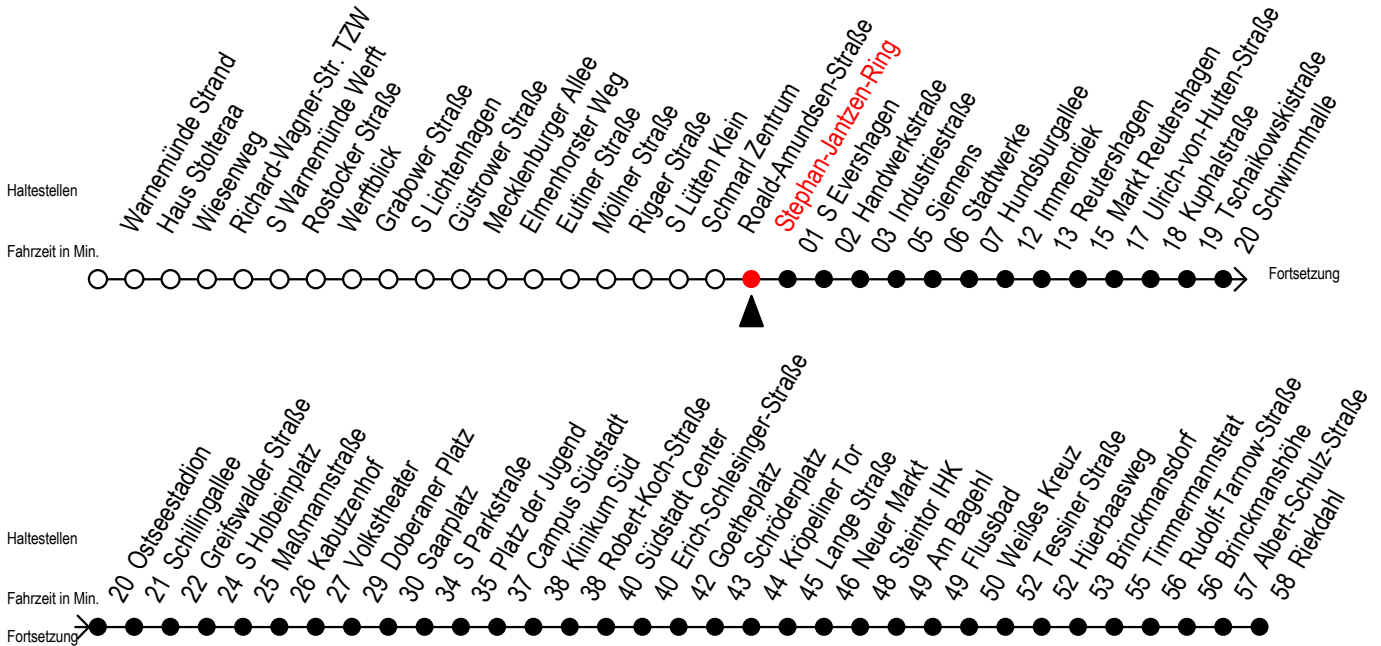 Haltestellen
Warnemünde Strand
Haus Stolteraa
Wiesenweg
Richard-Wagner-Str. TZW
S Warnemünde Werft
Rostocker Straße
Werftblick
Grabower Straße
S Lichtenhagen
Güstrower Straße
Mecklenburger Allee
Elmenhorster Weg
Eutiner Straße
Möllner Straße
Rigaer Straße
S Lütten Klein
Schmarl Zentrum
Roald-Amundsen-Straße
Stephan-Jantzen-Ring
01 S Evershagen
02 Handwerkstraße
03 Industriestraße
05 Siemens
06 Stadtwerke
07 Hundsburgallee
12 Immendiek
13 Reutershagen
15 Markt Reutershagen
17 Ulrich-von-Hutten-Straße
18 Kuphalstraße
19 Tschaikowskistraße
20 Schwimmhalle
Fahrzeit in Min.
Fortsetzung
Haltestellen
20 Ostseestadion
21 Schillingallee
22 Greifswalder Straße
24 S Holbeinplatz
25 Maßmannstraße
26 Kabutzenhof
27 Volkstheater
29 Doberaner Platz
30 Saarplatz
34 S Parkstraße
35 Platz der Jugend
37 Campus Südstadt
38 Klinikum Süd
38 Robert-Koch-Straße
40 Südstadt Center
40 Erich-Schlesinger-Straße
42 Goetheplatz
43 Schröderplatz
44 Kröpeliner Tor
45 Lange Straße
46 Neuer Markt
48 Steintor IHK
49 Am Bagehl
49 Flussbad
50 Weißes Kreuz
52 Tessiner Straße
52 Hüerbaasweg
53 Brinckmansdorf
55 Timmermannstrat
56 Rudolf-Tarnow-Straße
56 Brinckmanshöhe
57 Albert-Schulz-Straße
58 Riekdahl
Fahrzeit in Min.
Fortsetzung